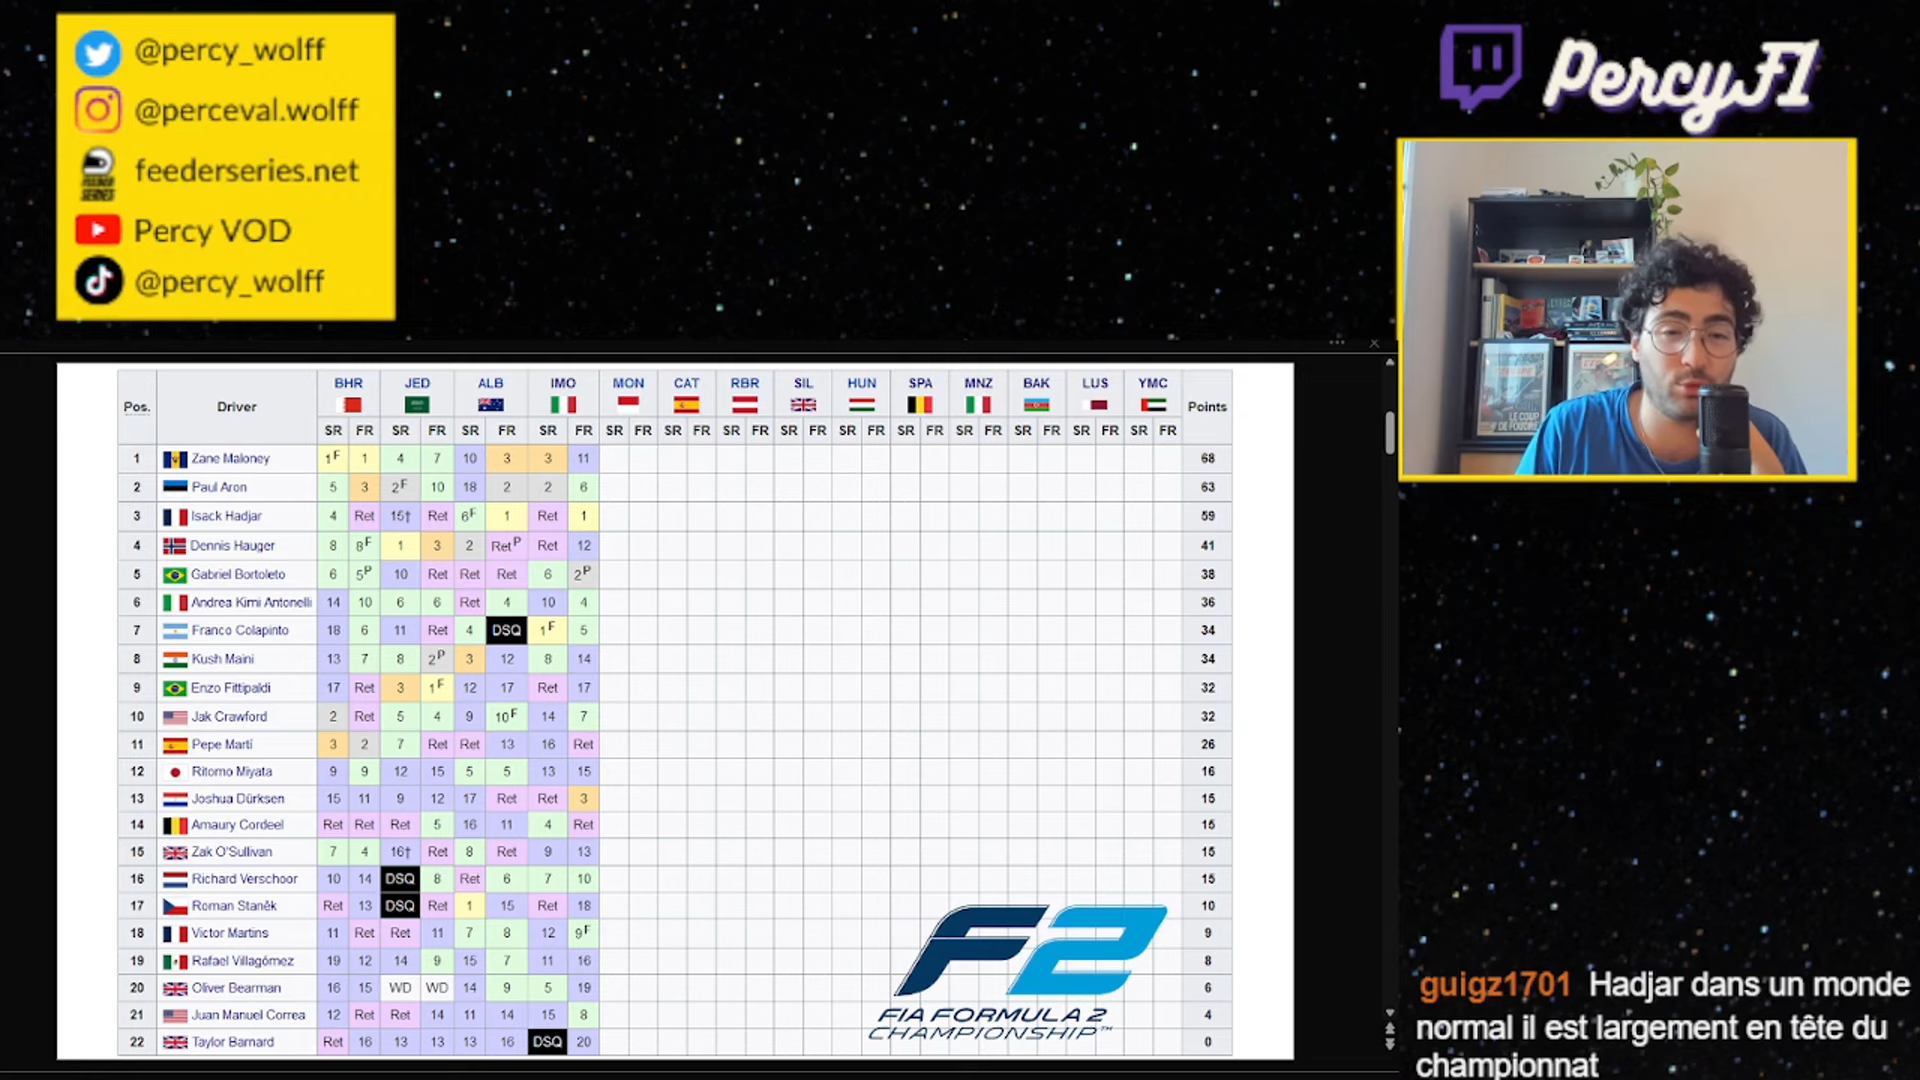 @percy_wolff
@perceval.wolff
feederseries.net
Percy VOD
@percy_wolff
PercyF1
Pos. Driver BHR JED ALB IMO MON CAT RBR SIL HUN SPA MNZ BAK LUS YMC Points
SR FR SR FR SR FR SR FR SR FR SR FR SR FR SR FR SR FR SR FR SR FR SR FR SR FR SR FR
1 Zane Maloney 1F 1 4 7 10 3 3 11 68
2 Paul Aron 5 3 2F 10 18 2 2 6 63
3 Isack Hadjar 4 Ret 15† Ret 6F 1 Ret 1 59
4 Dennis Hauger 8 8F 1 3 2 RetP Ret 12 41
5 Gabriel Bortoleto 6 5P 10 Ret Ret Ret 6 2P 38
6 Andrea Kimi Antonelli 14 10 6 6 Ret 4 10 4 36
7 Franco Colapinto 18 6 11 Ret 4 DSQ 1F 5 34
8 Kush Maini 13 7 8 2P 3 12 8 14 34
9 Enzo Fittipaldi 17 Ret 3 1F 12 17 Ret 17 32
10 Jak Crawford 2 Ret 5 4 9 10F 14 7 32
11 Pepe Martí 3 2 7 Ret Ret 13 16 Ret 26
12 Ritomo Miyata 9 9 12 15 5 5 13 15 16
13 Joshua Dürksen 15 11 9 12 17 Ret Ret 3 15
14 Amaury Cordeel Ret Ret Ret 5 16 11 4 Ret 15
15 Zak O'Sullivan 7 4 16† Ret 8 Ret 9 13 15
16 Richard Verschoor 10 14 DSQ 8 Ret 6 7 10 15
17 Roman Staněk Ret 13 DSQ Ret 1 15 Ret 18 10
18 Victor Martins 11 Ret Ret 11 7 8 12 9F 9
19 Rafael Villagómez 19 12 14 9 15 7 11 16 8
20 Oliver Bearman 16 15 WD WD 14 9 5 19 6
21 Juan Manuel Correa 12 Ret Ret 14 11 14 15 8 4
22 Taylor Barnard Ret 16 13 13 13 16 DSQ 20 0
F2
FIA FORMULA 2
CHAMPIONSHIP™
guigz1701 Hadjar dans un monde
normal il est largement en tête du
championnat